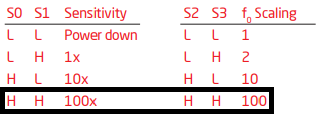 S0 S1 Sensitivity S2 S3 f₀ Scaling
L L Power down L L 1
L H 1x L H 2
H L 10x H L 10
H H 100x H H 100